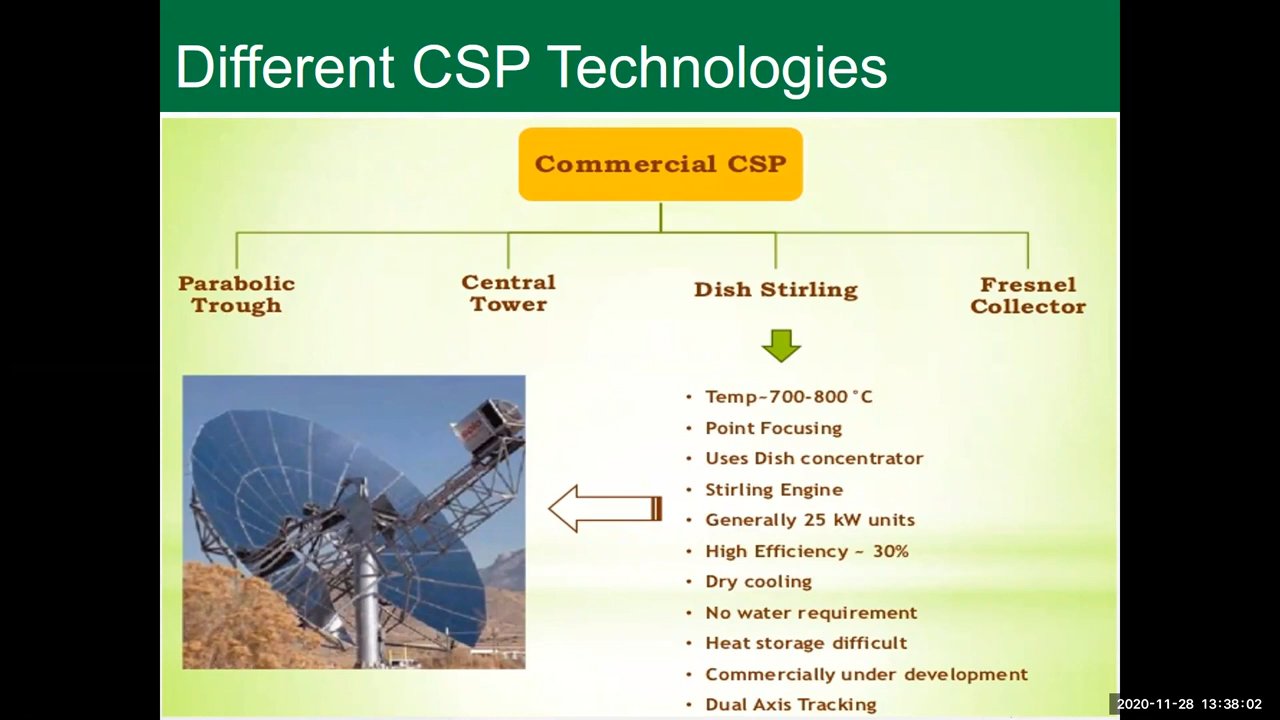 Different CSP Technologies
Commercial CSP
Parabolic
Trough
Central
Tower
Dish Stirling
Fresnel
Collector
• Temp~700-800 °C
• Point Focusing
• Uses Dish concentrator
• Stirling Engine
• Generally 25 kW units
• High Efficiency ~ 30%
• Dry cooling
• No water requirement
• Heat storage difficult
• Commercially under development
• Dual Axis Tracking
2020-11-28 13:38:02